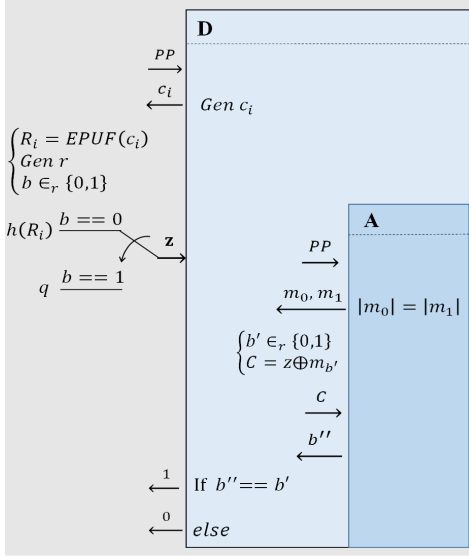 D
PP
c_i
Gen c_i
R_i = EPUF(c_i)
Gen r
b ∈_r {0,1}
b == 0
h(R_i)
z
b == 1
q
A
PP
m_0, m_1
|m_0| = |m_1|
b′ ∈_r {0,1}
C = z⊕m_b′
C
b′′
1
If b′′ == b′
0
else